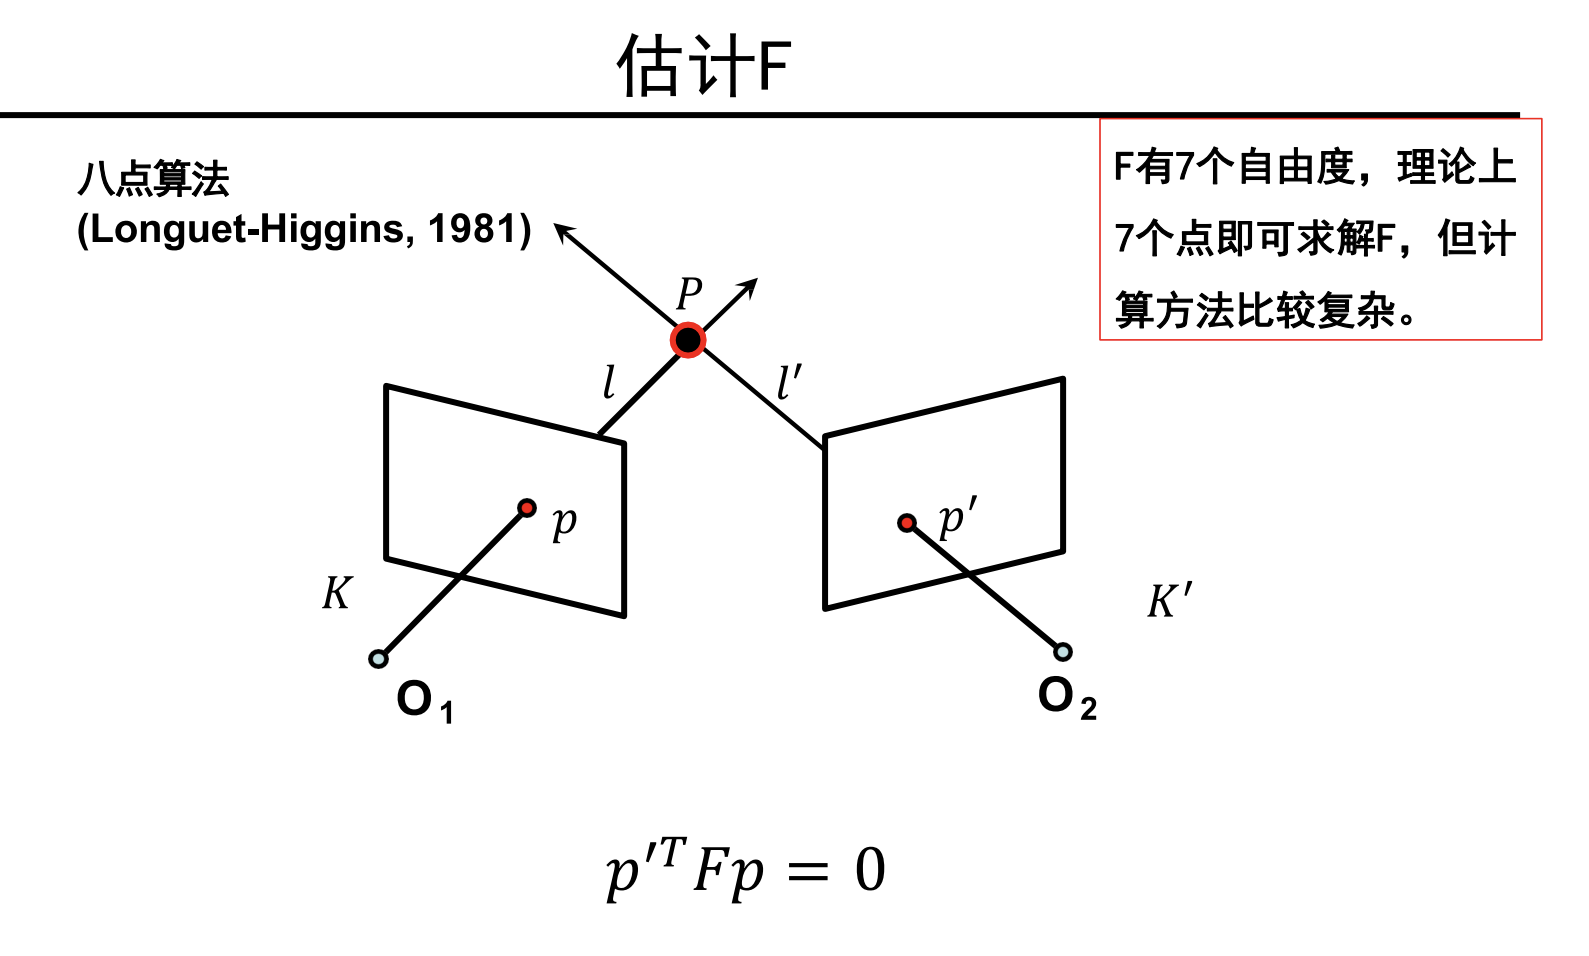 估计F
八点算法
(Longuet-Higgins, 1981)
F有7个自由度，理论上
7个点即可求解F，但计
算方法比较复杂。
P
l
l′
p
p′
K
K′
O₁
O₂
p′ᵀFp = 0